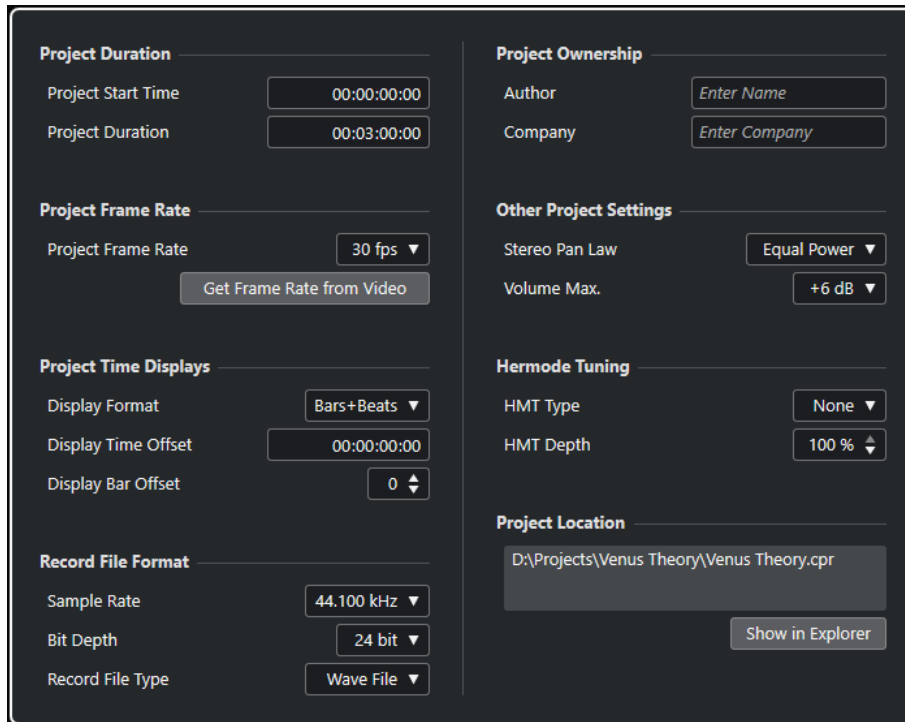 Project Duration
Project Start Time 00:00:00:00
Project Duration 00:03:00:00
Project Frame Rate
Project Frame Rate 30 fps
Get Frame Rate from Video
Project Time Displays
Display Format Bars+Beats
Display Time Offset 00:00:00:00
Display Bar Offset 0
Record File Format
Sample Rate 44.100 kHz
Bit Depth 24 bit
Record File Type Wave File
Project Ownership
Author Enter Name
Company Enter Company
Other Project Settings
Stereo Pan Law Equal Power
Volume Max. +6 dB
Hermode Tuning
HMT Type None
HMT Depth 100 %
Project Location
D:\Projects\Venus Theory\Venus Theory.cpr
Show in Explorer